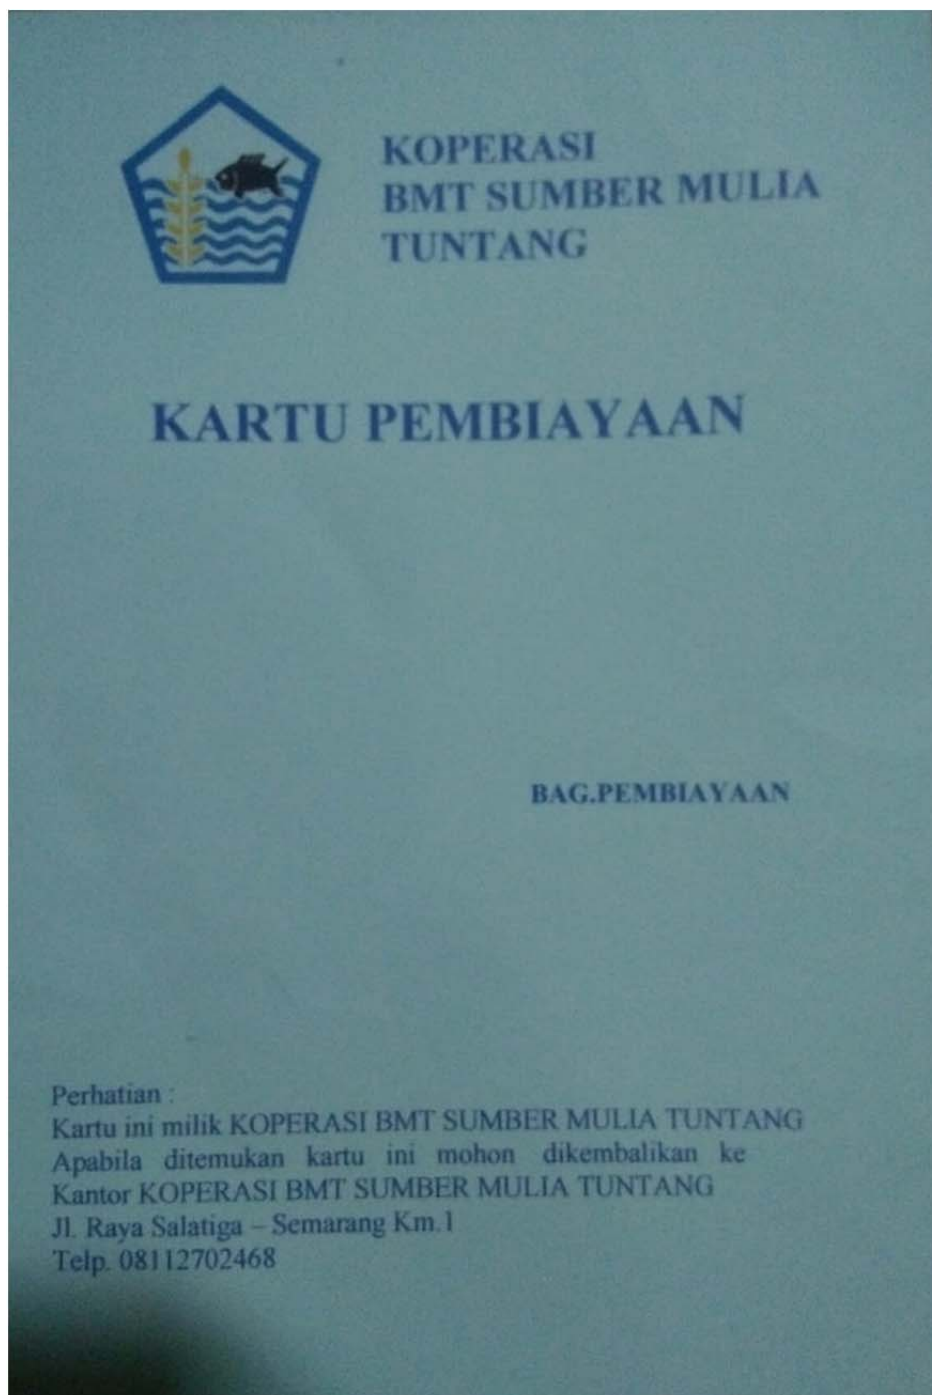 KOPERASI
BMT SUMBER MULIA
TUNTANG
KARTU PEMBIAYAAN
BAG.PEMBIAYAAN
Perhatian :
Kartu ini milik KOPERASI BMT SUMBER MULIA TUNTANG
Apabila ditemukan kartu ini mohon dikembalikan ke
Kantor KOPERASI BMT SUMBER MULIA TUNTANG
Jl. Raya Salatiga – Semarang Km.1
Telp. 08112702468